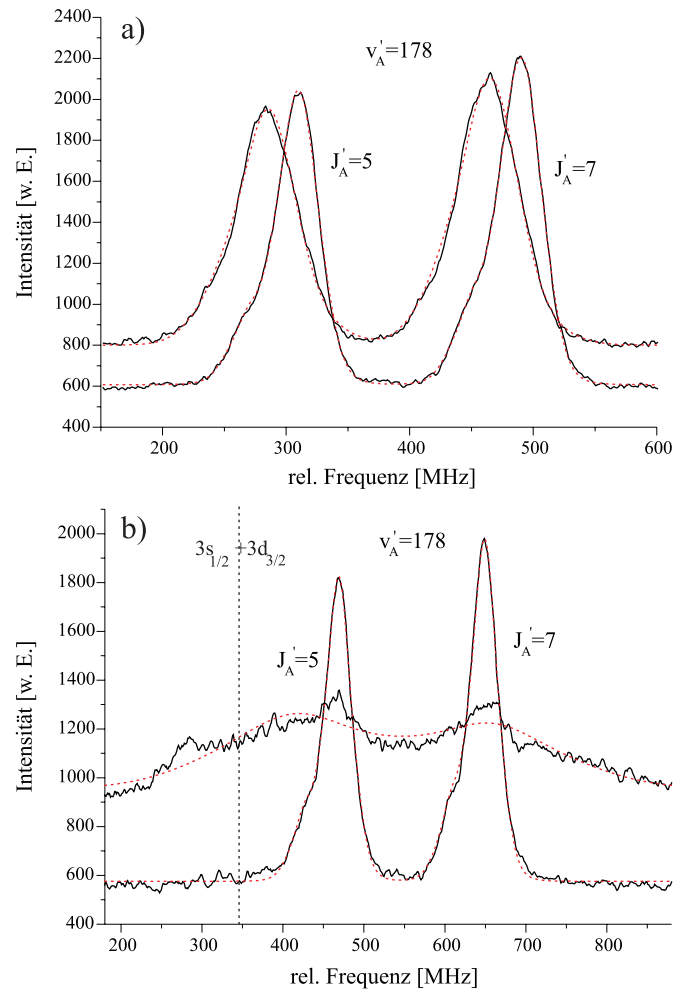 a)
v'A=178
J'A=5
J'A=7
Intensität [w. E.]
2400
2200
2000
1800
1600
1400
1200
1000
800
600
400
200 300 400 500 600
rel. Frequenz [MHz]
b)
3s1/2+3d3/2
v'A=178
J'A=5
J'A=7
Intensität [w. E.]
2000
1800
1600
1400
1200
1000
800
600
400
200 300 400 500 600 700 800
rel. Frequenz [MHz]